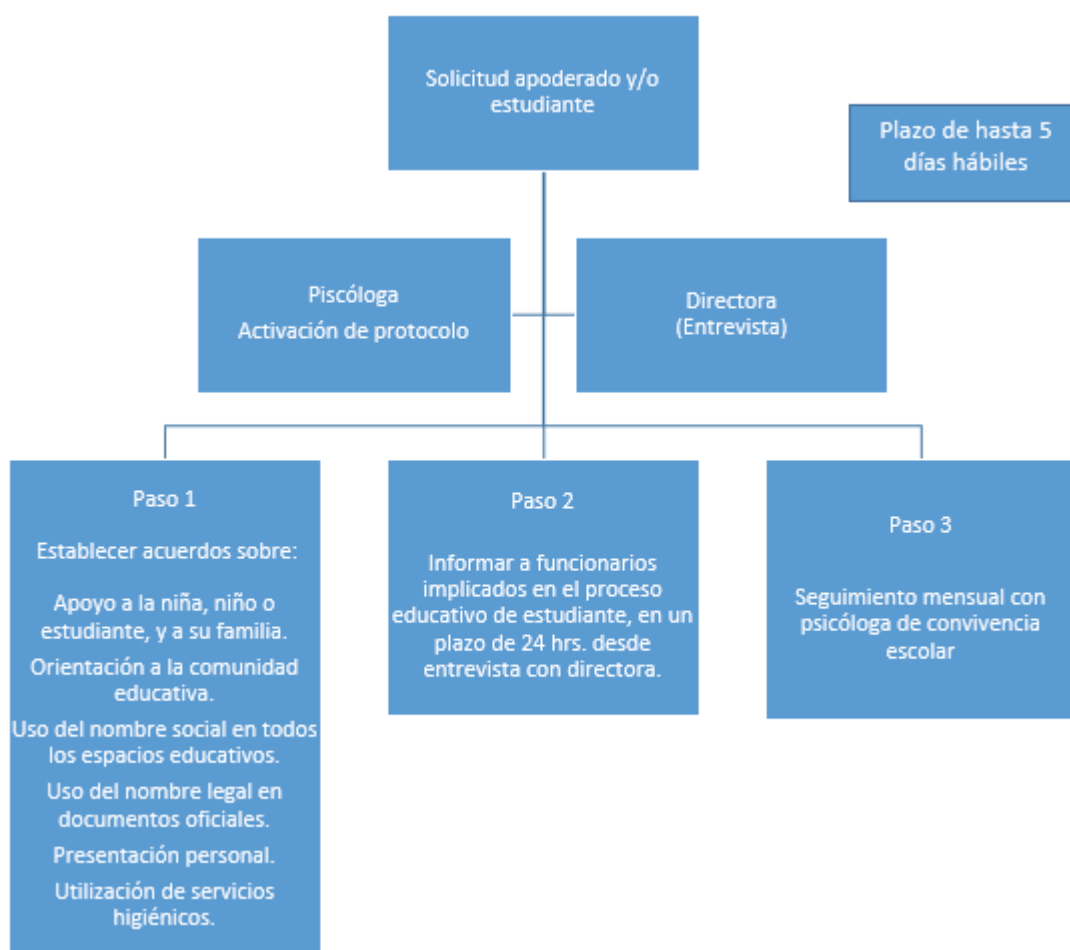 Solicitud apoderado y/o
estudiante
Plazo de hasta 5
días hábiles
Piscóloga
Activación de protocolo
Directora
(Entrevista)
Paso 1
Establecer acuerdos sobre:
Apoyo a la niña, niño o
estudiante, y a su familia.
Orientación a la comunidad
educativa.
Uso del nombre social en todos
los espacios educativos.
Uso del nombre legal en
documentos oficiales.
Presentación personal.
Utilización de servicios
higiénicos.
Paso 2
Informar a funcionarios
implicados en el proceso
educativo de estudiante, en un
plazo de 24 hrs. desde
entrevista con directora.
Paso 3
Seguimiento mensual con
psicóloga de convivencia
escolar